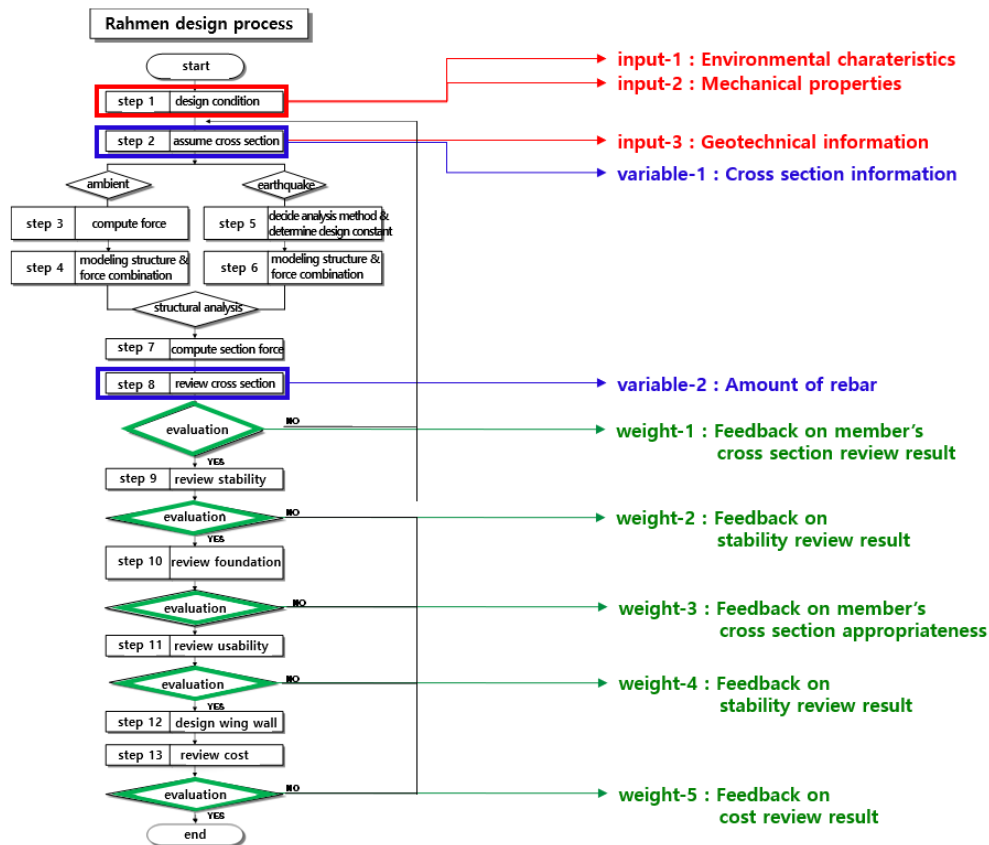 Rahmen design process
start
input-1 : Environmental charateristics
input-2 : Mechanical properties
step 1 design condition
step 2 assume cross section
input-3 : Geotechnical information
variable-1 : Cross section information
ambient
earthquake
step 3 compute force
step 5 decide analysis method &
determine design constant
step 4 modeling structure &
force combination
step 6 modeling structure &
force combination
structural analysis
step 7 compute section force
step 8 review cross section
variable-2 : Amount of rebar
evaluation
NO
YES
weight-1 : Feedback on member's
cross section review result
step 9 review stability
evaluation
NO
YES
weight-2 : Feedback on
stability review result
step 10 review foundation
evaluation
NO
weight-3 : Feedback on member's
cross section appropriateness
step 11 review usability
evaluation
NO
YES
weight-4 : Feedback on
stability review result
step 12 design wing wall
step 13 review cost
evaluation
NO
YES
weight-5 : Feedback on
cost review result
end